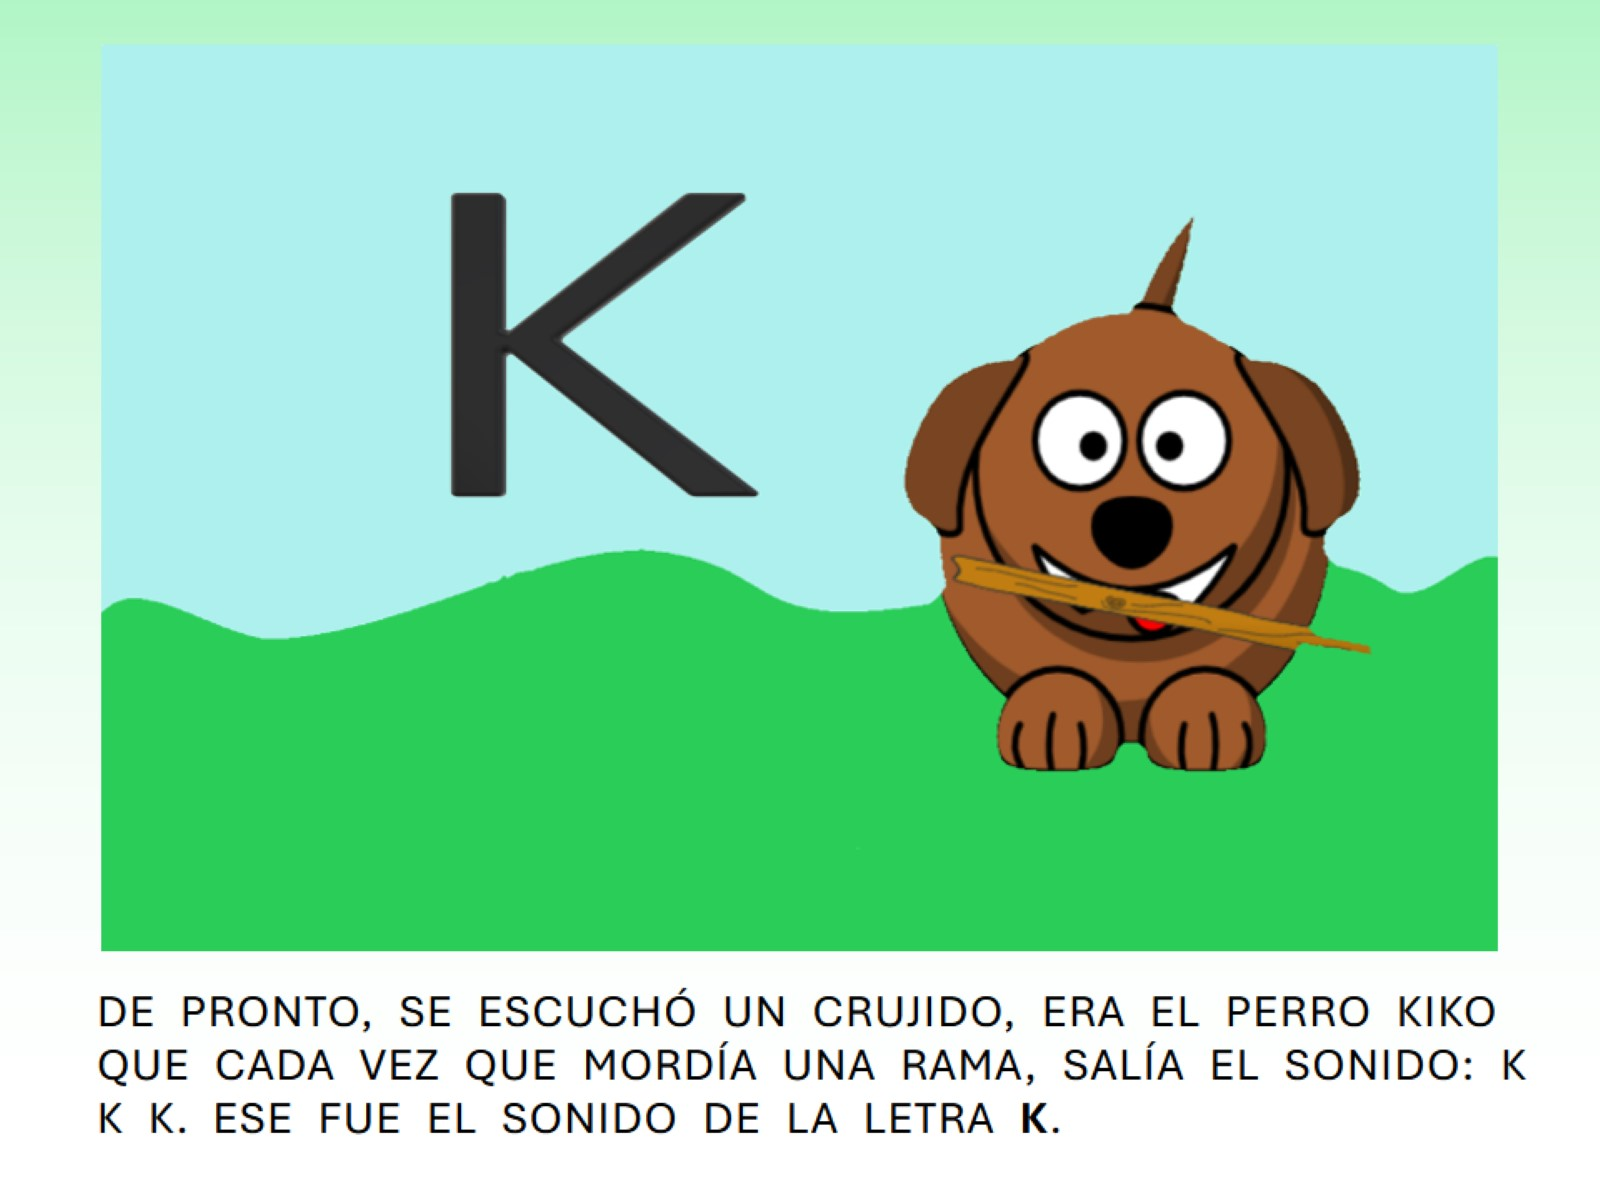 K
DE PRONTO, SE ESCUCHÓ UN CRUJIDO, ERA EL PERRO KIKO
QUE CADA VEZ QUE MORDÍA UNA RAMA, SALÍA EL SONIDO: K
K K. ESE FUE EL SONIDO DE LA LETRA K.